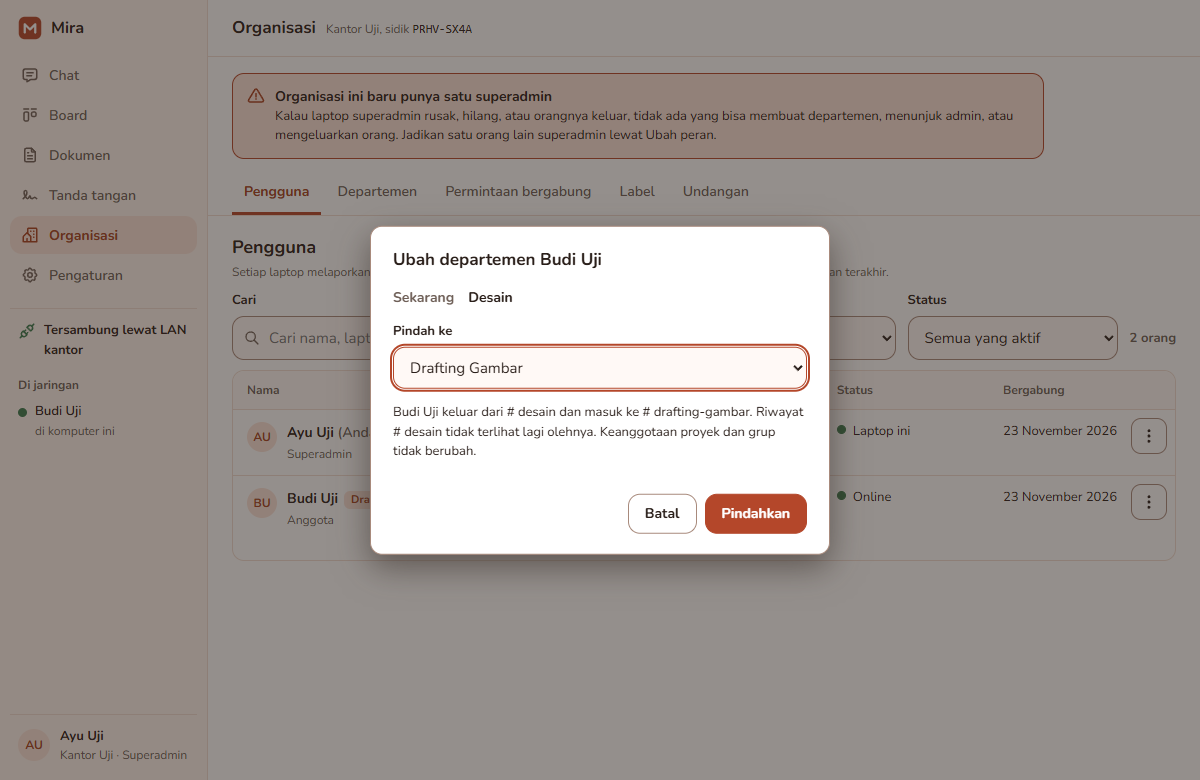 Mira
Chat
Board
Dokumen
Tanda tangan
Organisasi
Pengaturan
Tersambung lewat LAN
kantor
Di jaringan
Budi Uji
di komputer ini
AU
Ayu Uji
Kantor Uji · Superadmin
Organisasi Kantor Uji, sidik PRHV-SX4A
Organisasi ini baru punya satu superadmin
Kalau laptop superadmin rusak, hilang, atau orangnya keluar, tidak ada yang bisa membuat departemen, menunjuk admin, atau
mengeluarkan orang. Jadikan satu orang lain superadmin lewat Ubah peran.
Pengguna Departemen Permintaan bergabung Label Undangan
Pengguna
Setiap laptop melaporkan an terakhir.
Cari Status
Cari nama, lapt Semua yang aktif 2 orang
Nama Status Bergabung
AU Ayu Uji (And Laptop ini 23 November 2026
Superadmin
BU Budi Uji Dra Online 23 November 2026
Anggota
Ubah departemen Budi Uji
Sekarang Desain
Pindah ke
Drafting Gambar
Budi Uji keluar dari # desain dan masuk ke # drafting-gambar. Riwayat
# desain tidak terlihat lagi olehnya. Keanggotaan proyek dan grup
tidak berubah.
Batal Pindahkan